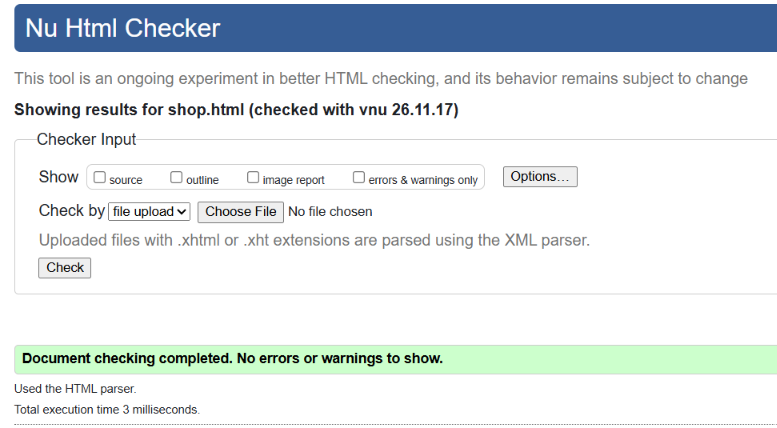 Nu Html Checker
This tool is an ongoing experiment in better HTML checking, and its behavior remains subject to change
Showing results for shop.html (checked with vnu 26.11.17)
Checker Input
Show source outline image report errors & warnings only Options...
Check by file upload Choose File No file chosen
Uploaded files with .xhtml or .xht extensions are parsed using the XML parser.
Check
Document checking completed. No errors or warnings to show.
Used the HTML parser.
Total execution time 3 milliseconds.